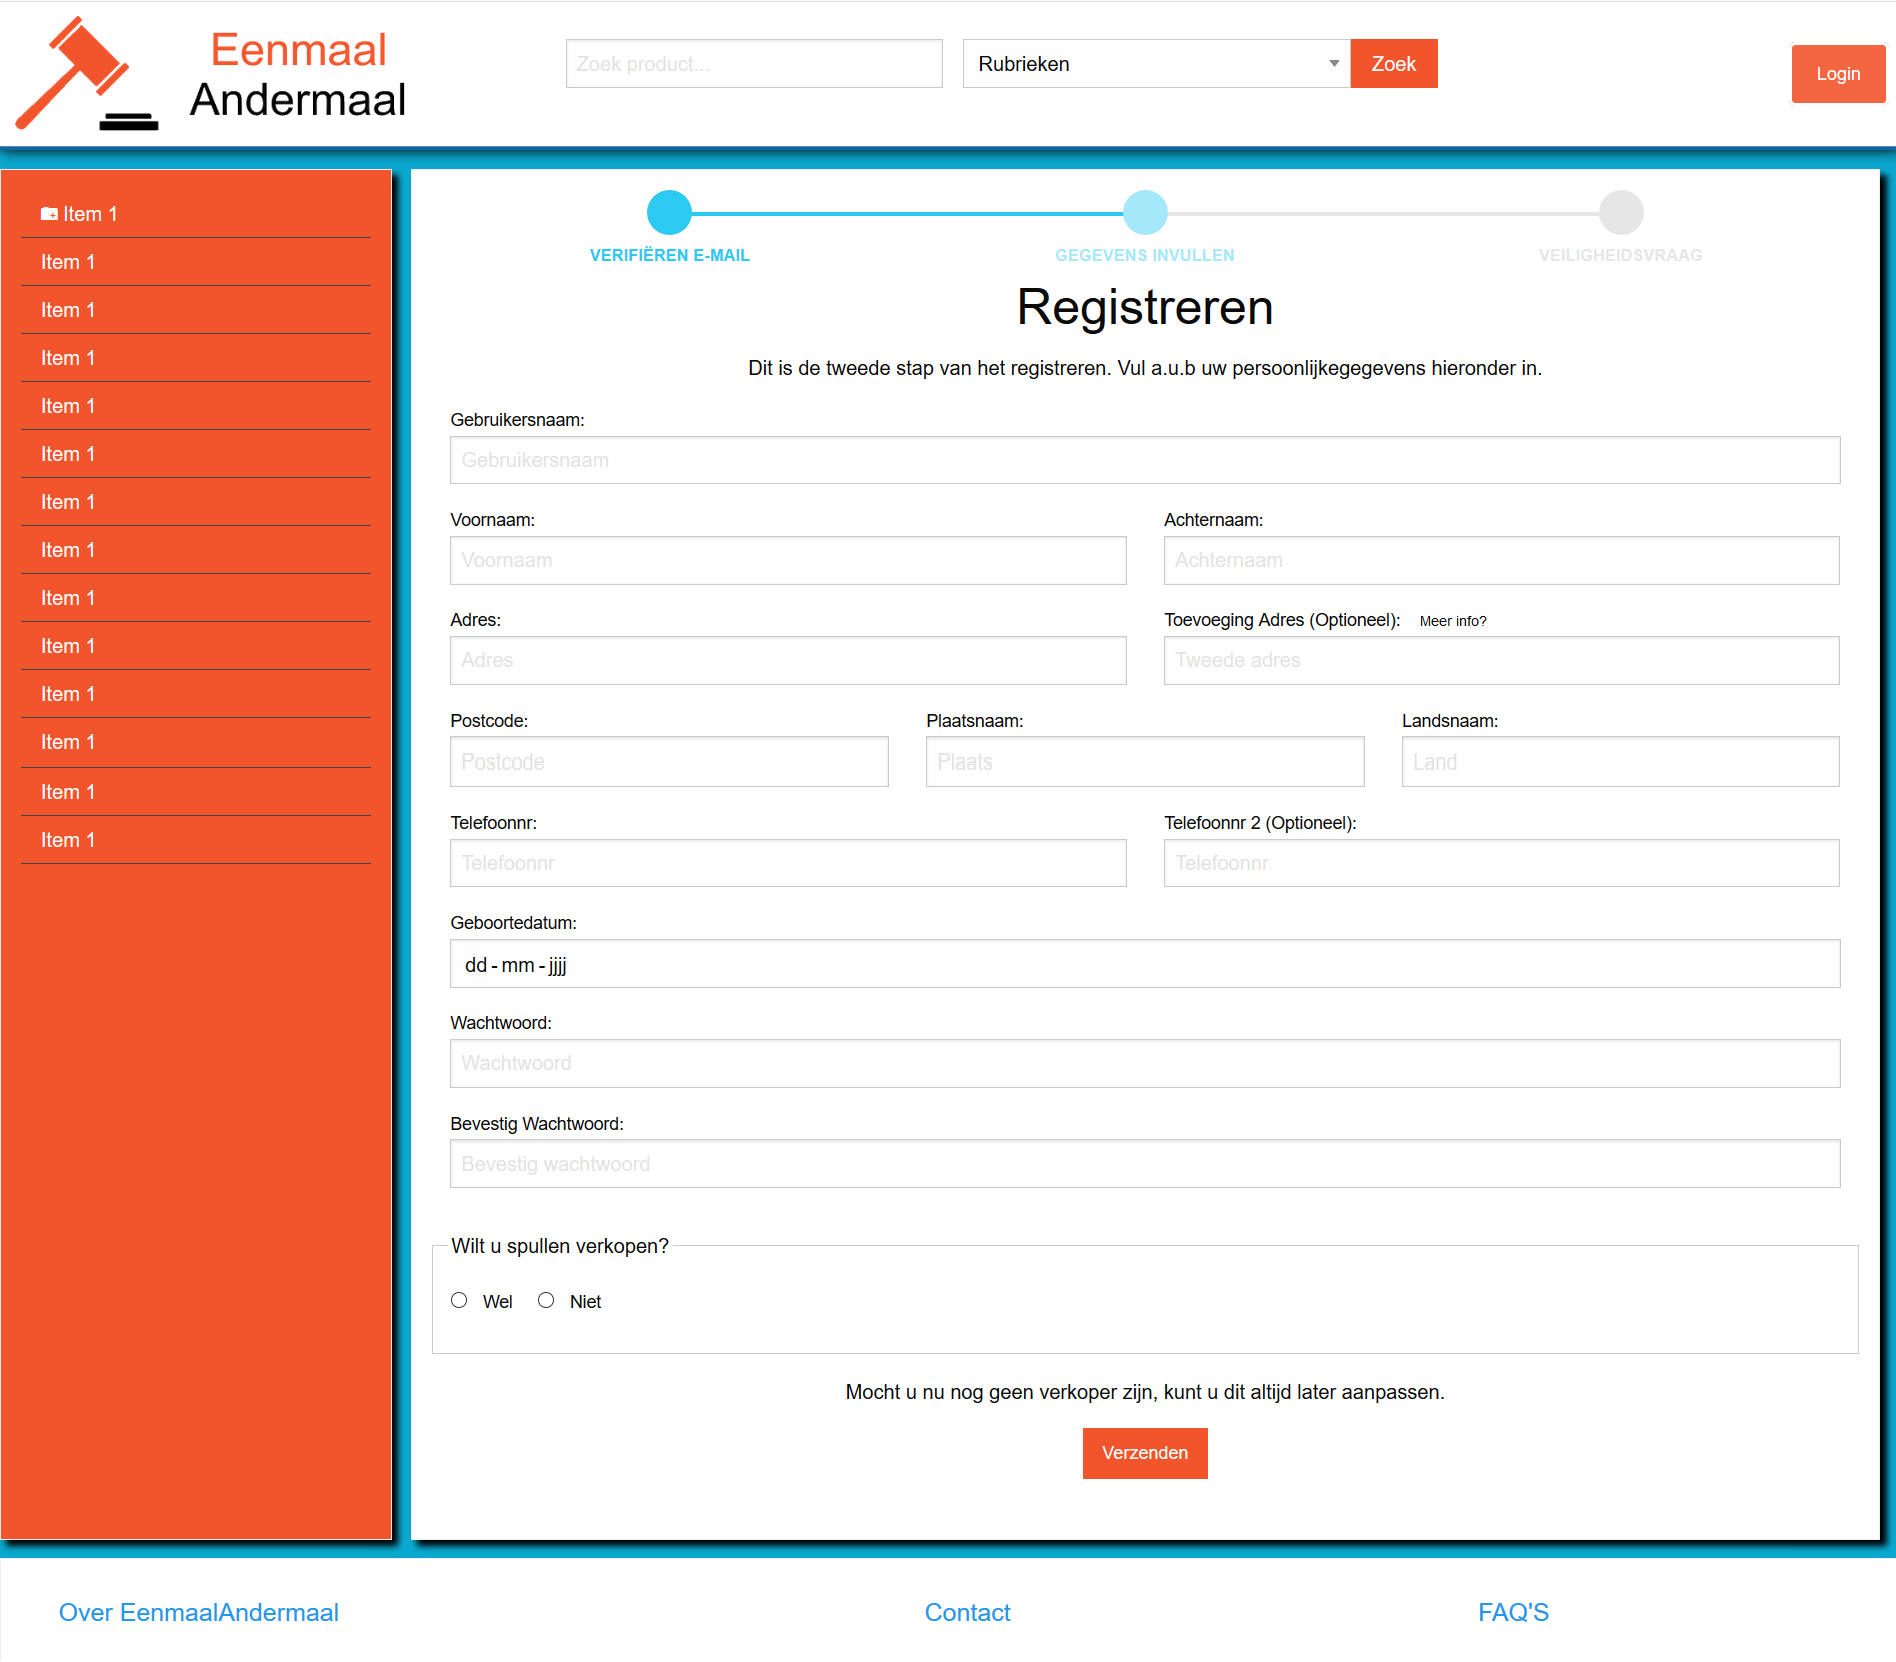 Eenmaal
Andermaal
Zoek product...
Rubrieken
Zoek
Login
Item 1
Item 1
Item 1
Item 1
Item 1
Item 1
Item 1
Item 1
Item 1
Item 1
Item 1
Item 1
Item 1
Item 1
VERIFIËREN E-MAIL
GEGEVENS INVULLEN
VEILIGHEIDSVRAAG
Registreren
Dit is de tweede stap van het registreren. Vul a.u.b uw persoonlijkegegevens hieronder in.
Gebruikersnaam:
Gebruikersnaam
Voornaam:
Voornaam
Achternaam:
Achternaam
Adres:
Adres
Toevoeging Adres (Optioneel): Meer info?
Tweede adres
Postcode:
Postcode
Plaatsnaam:
Plaats
Landsnaam:
Land
Telefoonnr:
Telefoonnr
Telefoonnr 2 (Optioneel):
Telefoonnr
Geboortedatum:
dd-mm-jjjj
Wachtwoord:
Wachtwoord
Bevestig Wachtwoord:
Bevestig wachtwoord
Wilt u spullen verkopen?
Wel Niet
Mocht u nu nog geen verkoper zijn, kunt u dit altijd later aanpassen.
Verzenden
Over EenmaalAndermaal
Contact
FAQ'S